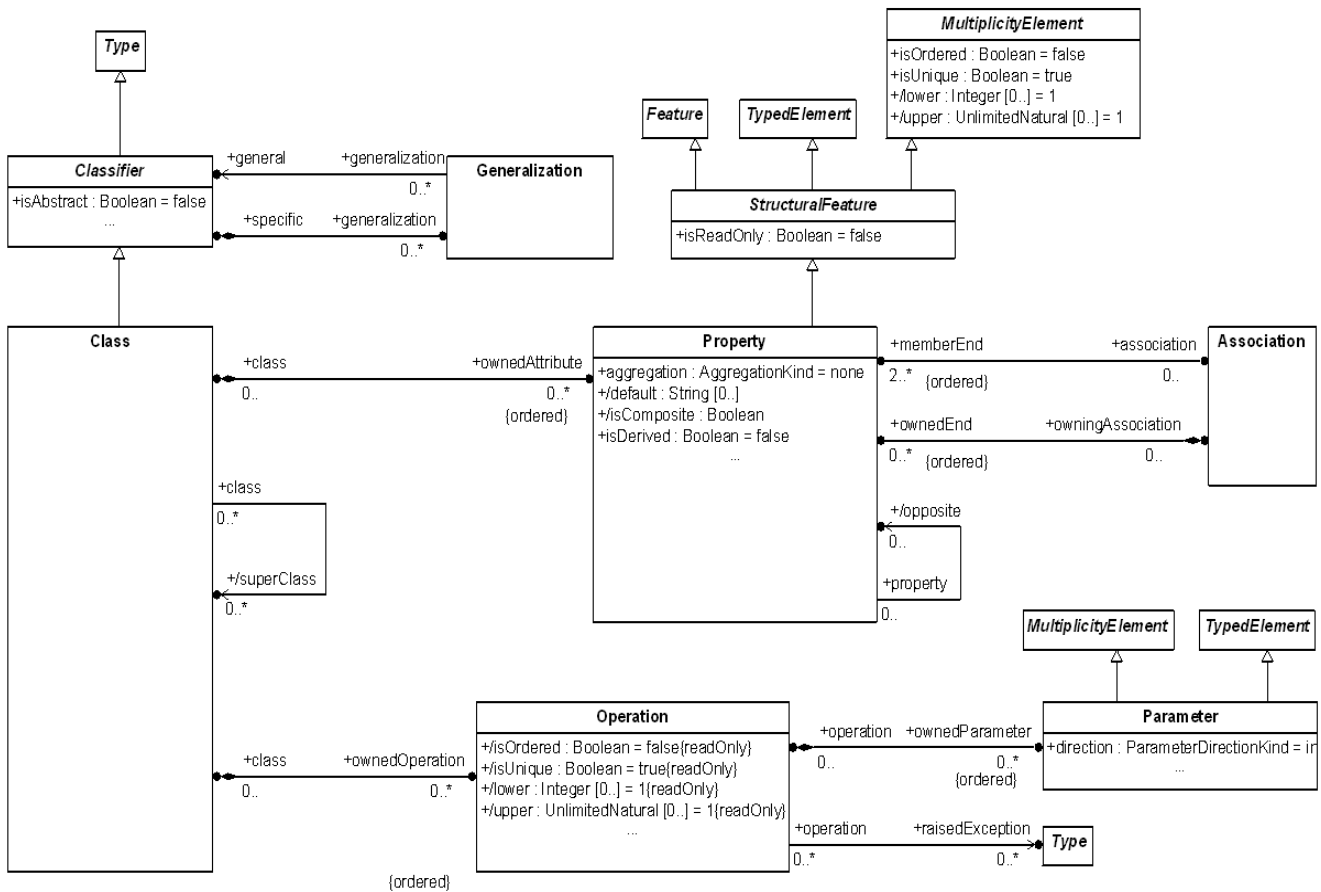 MultiplicityElement
+isOrdered : Boolean = false
+isUnique : Boolean = true
+/lower : Integer [0..] = 1
+/upper : UnlimitedNatural [0..] = 1
Type
Feature
TypedElement
Classifier
+isAbstract : Boolean = false
...
+general
+generalization
0..*
+specific
+generalization
0..*
Generalization
StructuralFeature
+isReadOnly : Boolean = false
Class
+class
0..
+ownedAttribute
0..*
{ordered}
Property
+aggregation : AggregationKind = none
+/default : String [0..]
+/isComposite : Boolean
+isDerived : Boolean = false
...
+memberEnd
2..*
{ordered}
+association
0..
Association
+ownedEnd
0..*
{ordered}
+owningAssociation
0..
+class
0..*
+/superClass
0..*
+/opposite
0..
+property
0..
MultiplicityElement
TypedElement
+class
0..
+ownedOperation
0..*
{ordered}
Operation
+/isOrdered : Boolean = false{readOnly}
+/isUnique : Boolean = true{readOnly}
+/lower : Integer [0..] = 1{readOnly}
+/upper : UnlimitedNatural [0..] = 1{readOnly}
...
+operation
0..
+ownedParameter
0..*
{ordered}
Parameter
+direction : ParameterDirectionKind = in
...
+operation
0..*
+raisedException
0..*
Type